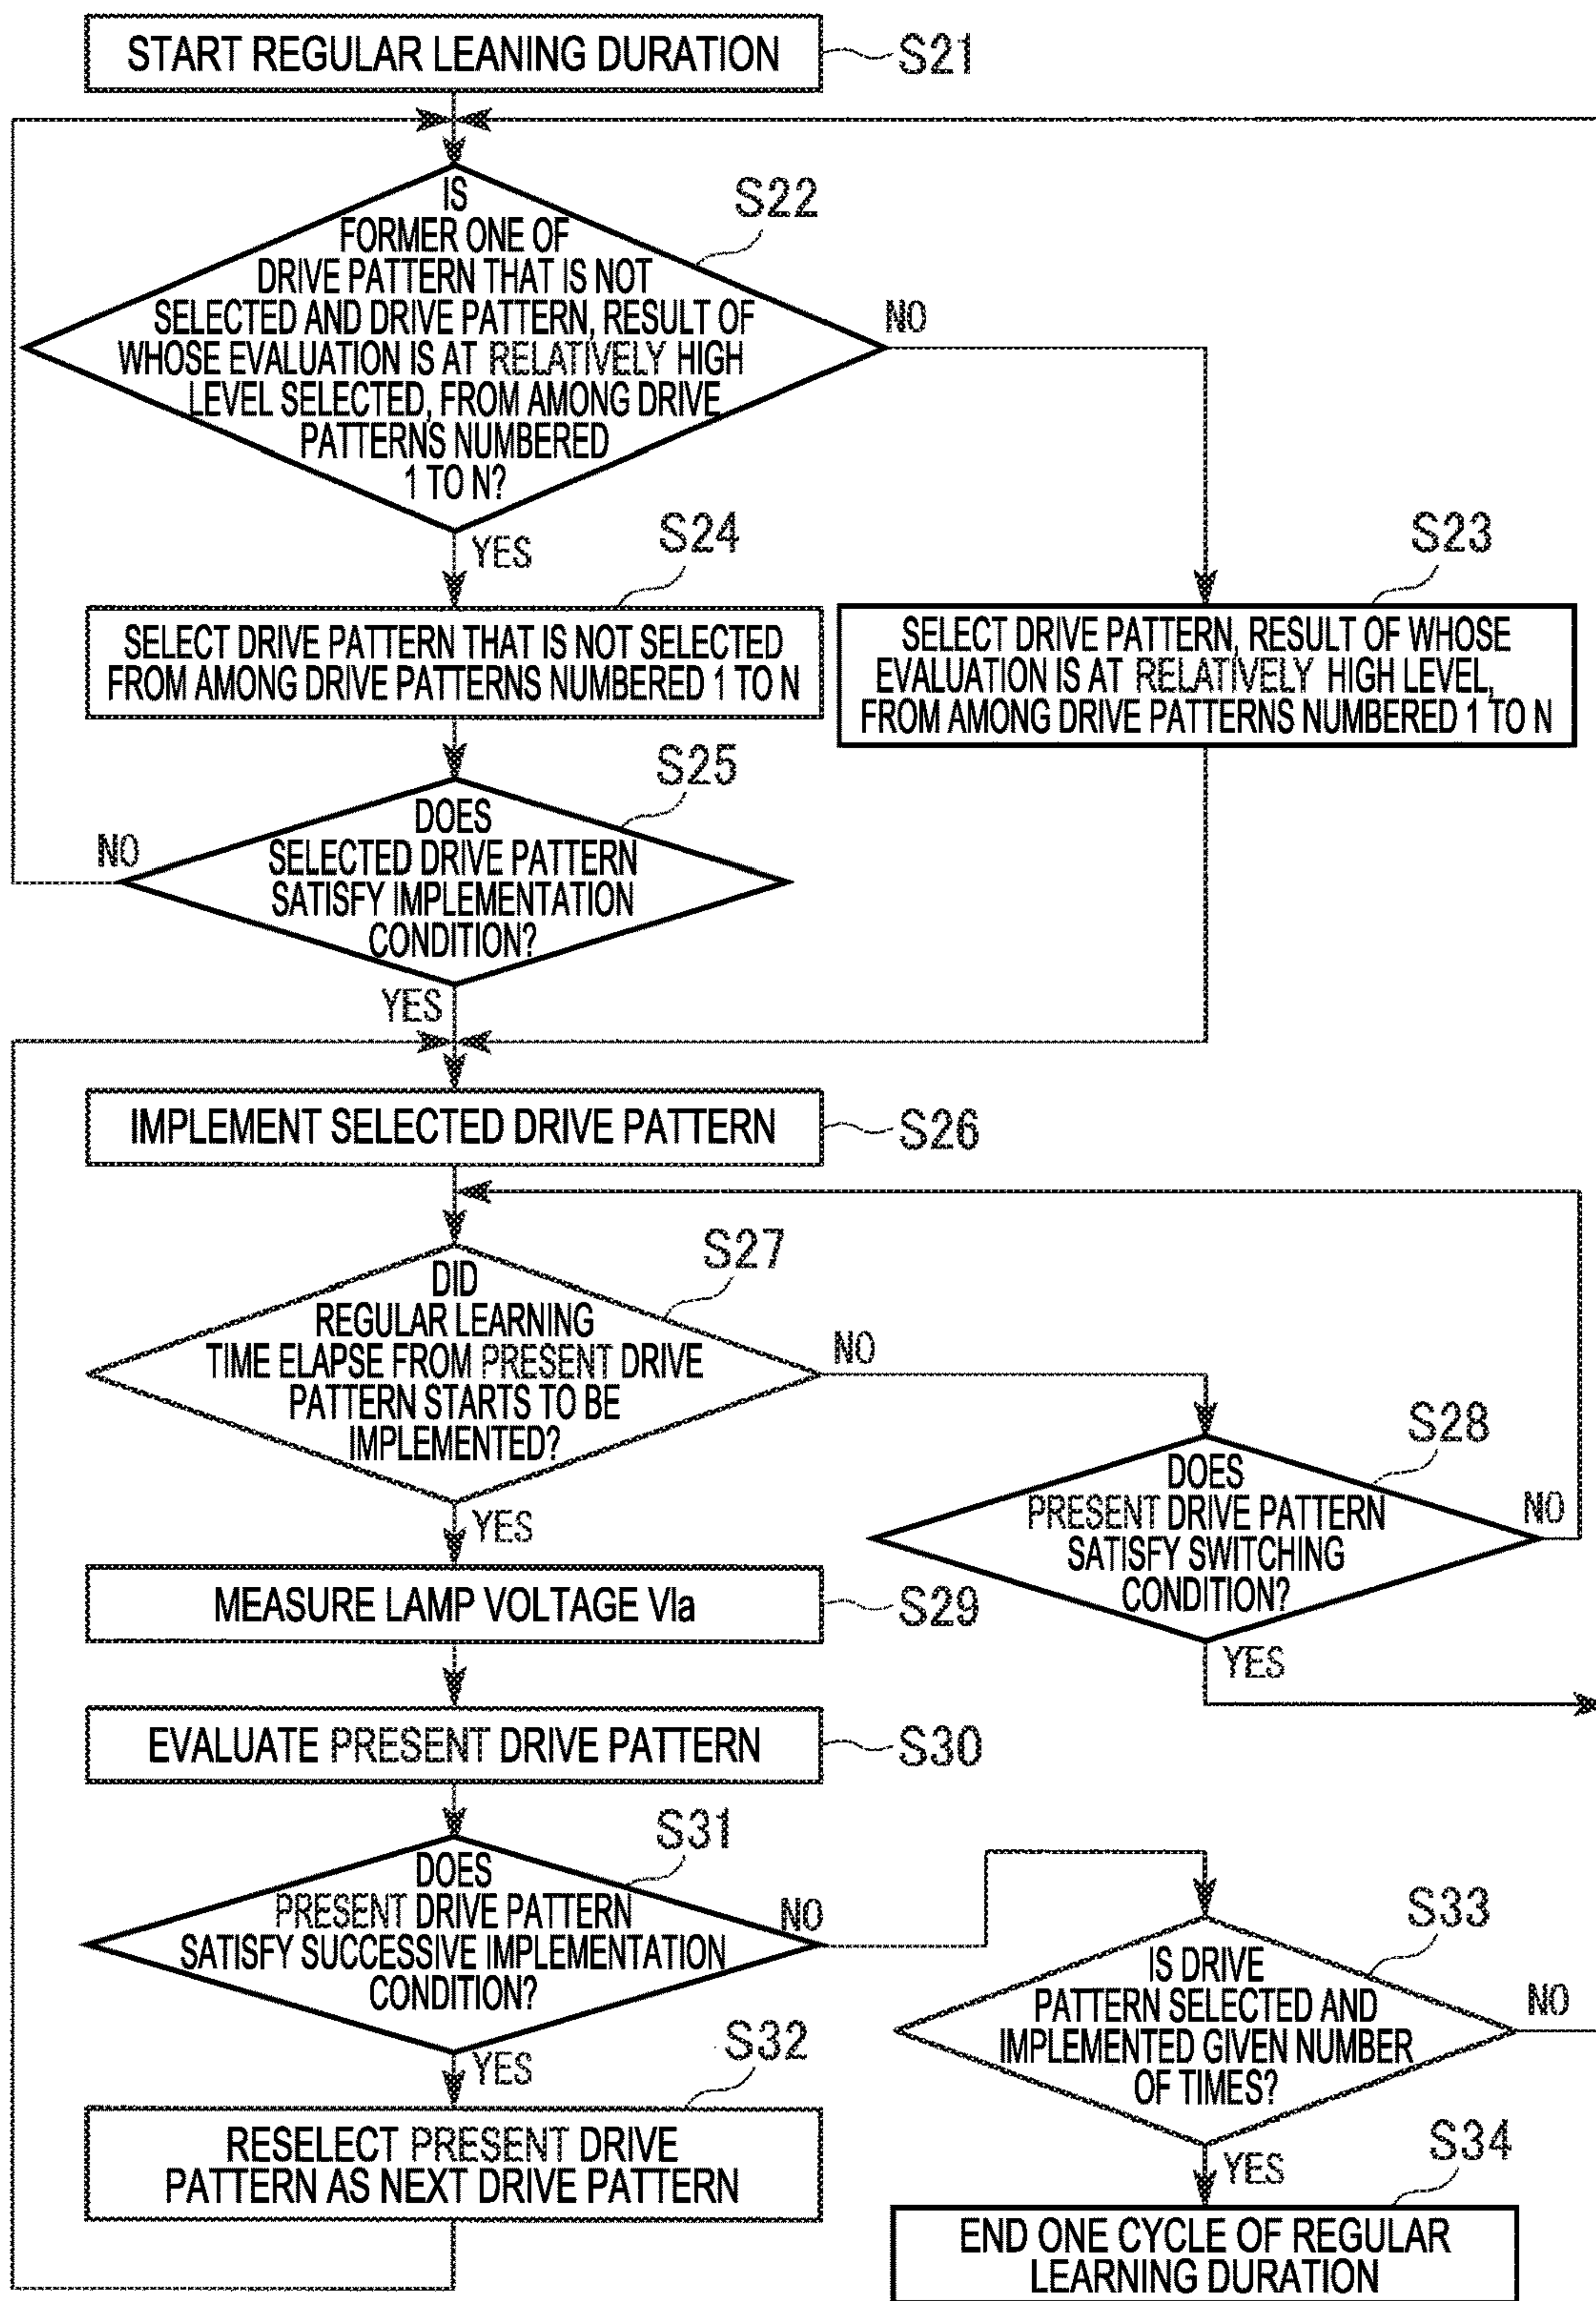 START REGULAR LEANING DURATION
S21
S22
IS
FORMER ONE OF
DRIVE PATTERN THAT IS NOT
SELECTED AND DRIVE PATTERN, RESULT OF
WHOSE EVALUATION IS AT RELATIVELY HIGH
LEVEL SELECTED, FROM AMONG DRIVE
PATTERNS NUMBERED
1 TO N?
NO
YES
S24
S23
SELECT DRIVE PATTERN THAT IS NOT SELECTED
FROM AMONG DRIVE PATTERNS NUMBERED 1 TO N
SELECT DRIVE PATTERN, RESULT OF WHOSE
EVALUATION IS AT RELATIVELY HIGH LEVEL,
FROM AMONG DRIVE PATTERNS NUMBERED 1 TO N
S25
DOES
SELECTED DRIVE PATTERN
SATISFY IMPLEMENTATION
CONDITION?
NO
YES
IMPLEMENT SELECTED DRIVE PATTERN
S26
S27
DID
REGULAR LEARNING
TIME ELAPSE FROM PRESENT DRIVE
PATTERN STARTS TO BE
IMPLEMENTED?
NO
YES
S28
DOES
PRESENT DRIVE PATTERN
SATISFY SWITCHING
CONDITION?
NO
YES
MEASURE LAMP VOLTAGE Vla
S29
EVALUATE PRESENT DRIVE PATTERN
S30
S31
DOES
PRESENT DRIVE PATTERN
SATISFY SUCCESSIVE IMPLEMENTATION
CONDITION?
NO
YES
S33
IS DRIVE
PATTERN SELECTED AND
IMPLEMENTED GIVEN NUMBER
OF TIMES?
NO
YES
S32
RESELECT PRESENT DRIVE
PATTERN AS NEXT DRIVE PATTERN
S34
END ONE CYCLE OF REGULAR
LEARNING DURATION